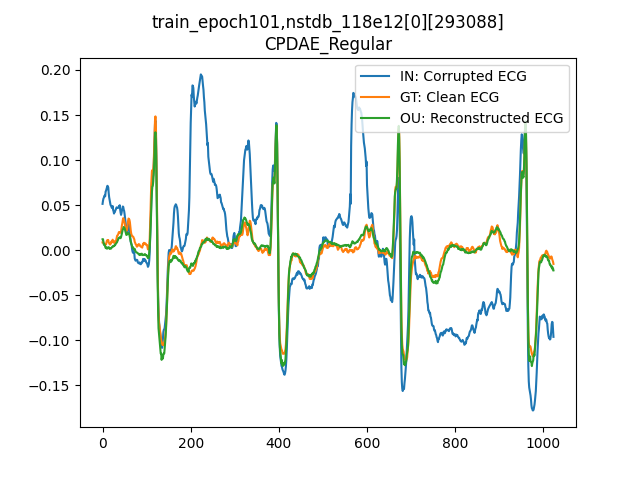 train_epoch101,nstdb_118e12[0][293088]
CPDAE_Regular
IN: Corrupted ECG
GT: Clean ECG
OU: Reconstructed ECG
0.20
0.15
0.10
0.05
0.00
−0.05
−0.10
−0.15
0 200 400 600 800 1000